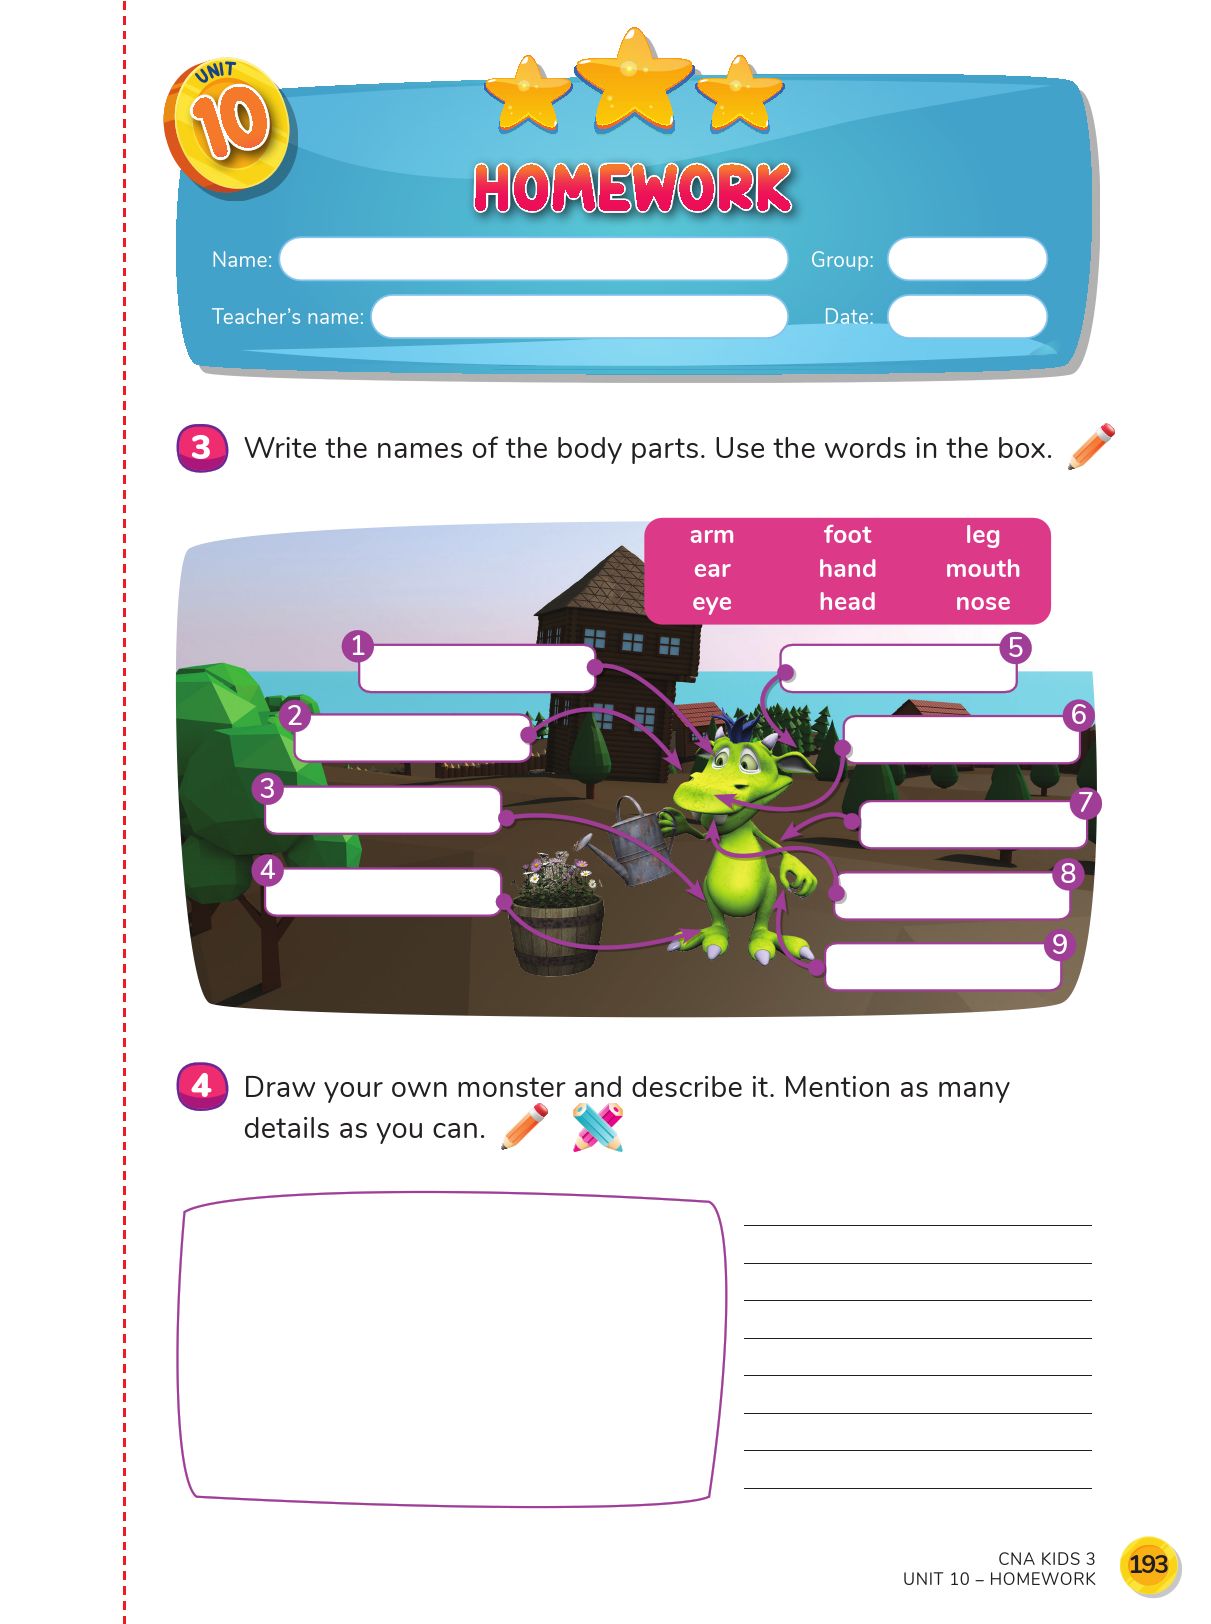 UNIT
10
HOMEWORK
Name:
Group:
Teacher's name:
Date:
3 Write the names of the body parts. Use the words in the box.
arm foot leg
ear hand mouth
eye head nose
1
5
2
6
3
7
4
8
9
4 Draw your own monster and describe it. Mention as many
details as you can.
CNA KIDS 3
UNIT 10 – HOMEWORK
193